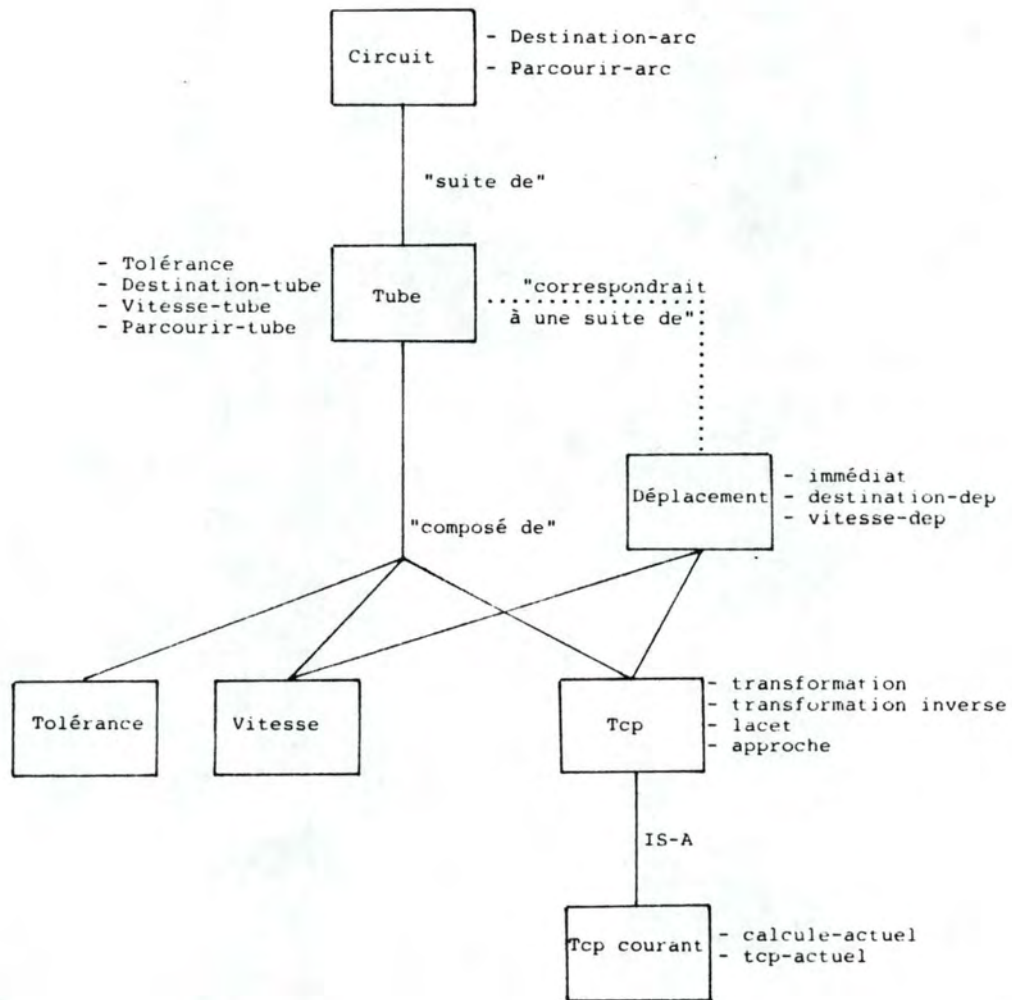 Circuit
- Destination-arc
- Parcourir-arc
"suite de"
- Tolérance
- Destination-tube
- Vitesse-tube
- Parcourir-tube
Tube
"correspondrait
à une suite de"
Déplacement
- immédiat
- destination-dep
- vitesse-dep
"composé de"
Tolérance
Vitesse
Tcp
- transformation
- transformation inverse
- lacet
- approche
IS-A
Tcp courant
- calcule-actuel
- tcp-actuel